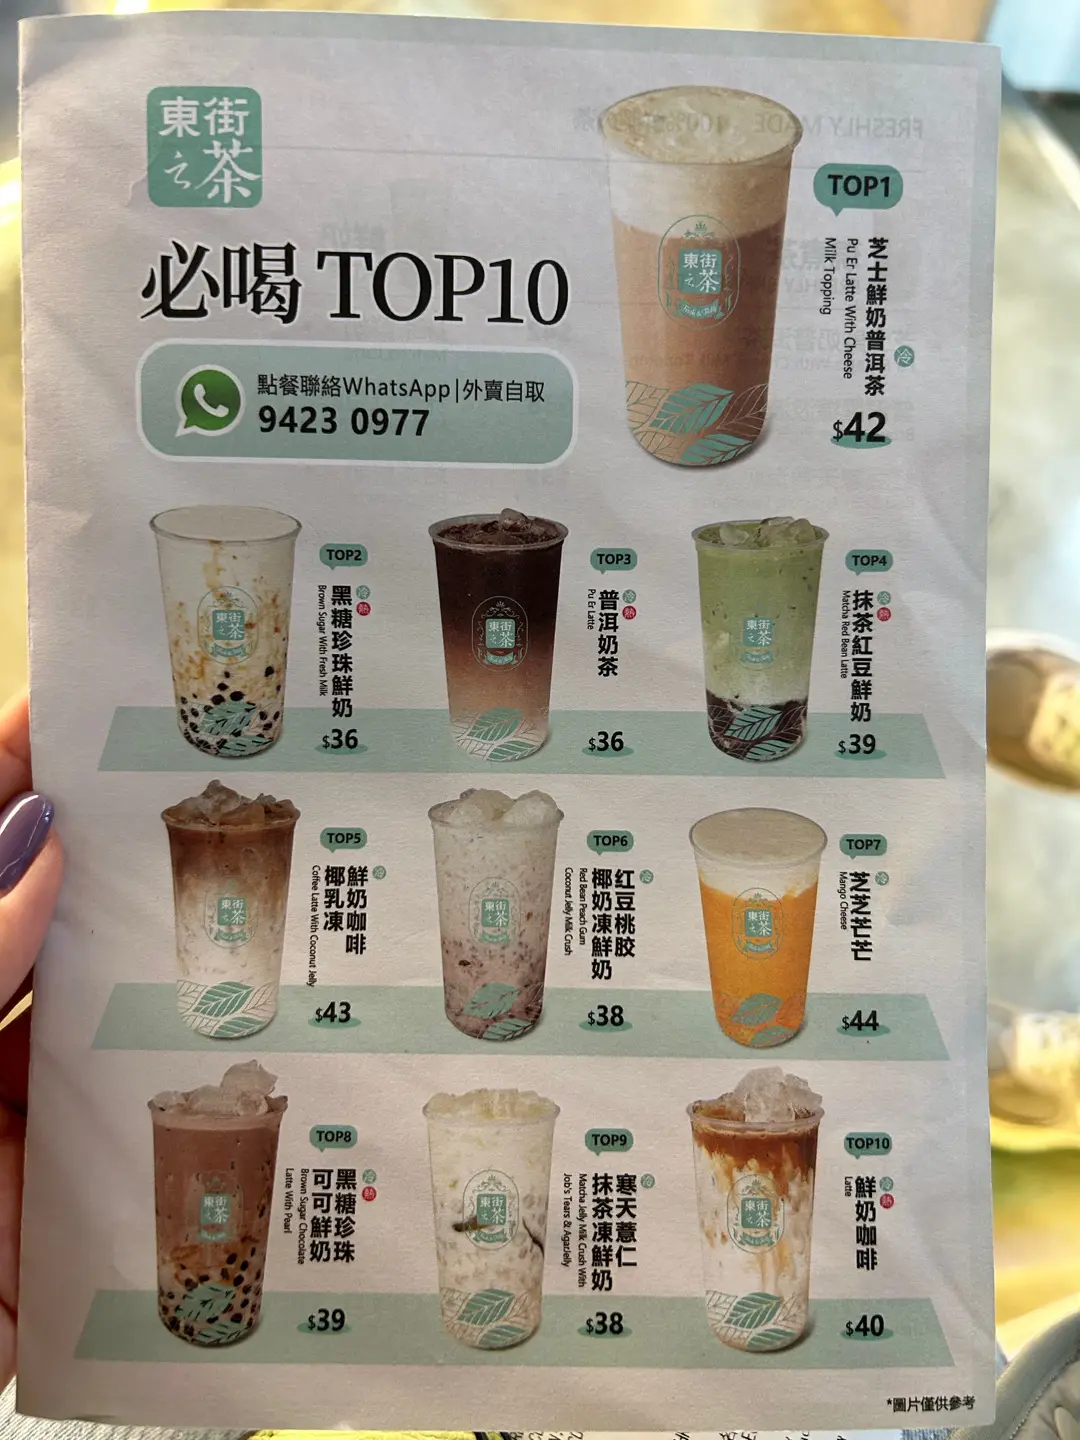 東街
之茶
必喝 TOP10
點餐聯絡WhatsApp|外賣自取
9423 0977
TOP1
芝士鮮奶普洱茶
冷
Pu Er Latte With Cheese
Milk Topping
$42
TOP2
黑糖珍珠鮮奶
冷
熱
Brown Sugar With Fresh Milk
$36
TOP3
普洱奶茶
冷
熱
Pu Er Latte
$36
TOP4
抹茶紅豆鮮奶
冷
熱
Matcha Red Bean Latte
$39
TOP5
鮮奶咖啡
椰乳凍
冷
Coffee Latte With Coconut Jelly
$43
TOP6
红豆桃胶
椰奶凍鮮奶
冷
Red Bean Peach Gum
Coconut Jelly Milk Crush
$38
TOP7
冷
Mango Cheese
$44
TOP8
黑糖珍珠
可可鮮奶
冷
熱
Brown Sugar Chocolate
Latte With Pearl
$39
TOP9
寒天薏仁
抹茶凍鮮奶
冷
Matcha Jelly Milk Crush With
Job's Tears & AgarJelly
$38
TOP10
鮮奶咖啡
冷
熱
Latte
$40
*圖片僅供參考